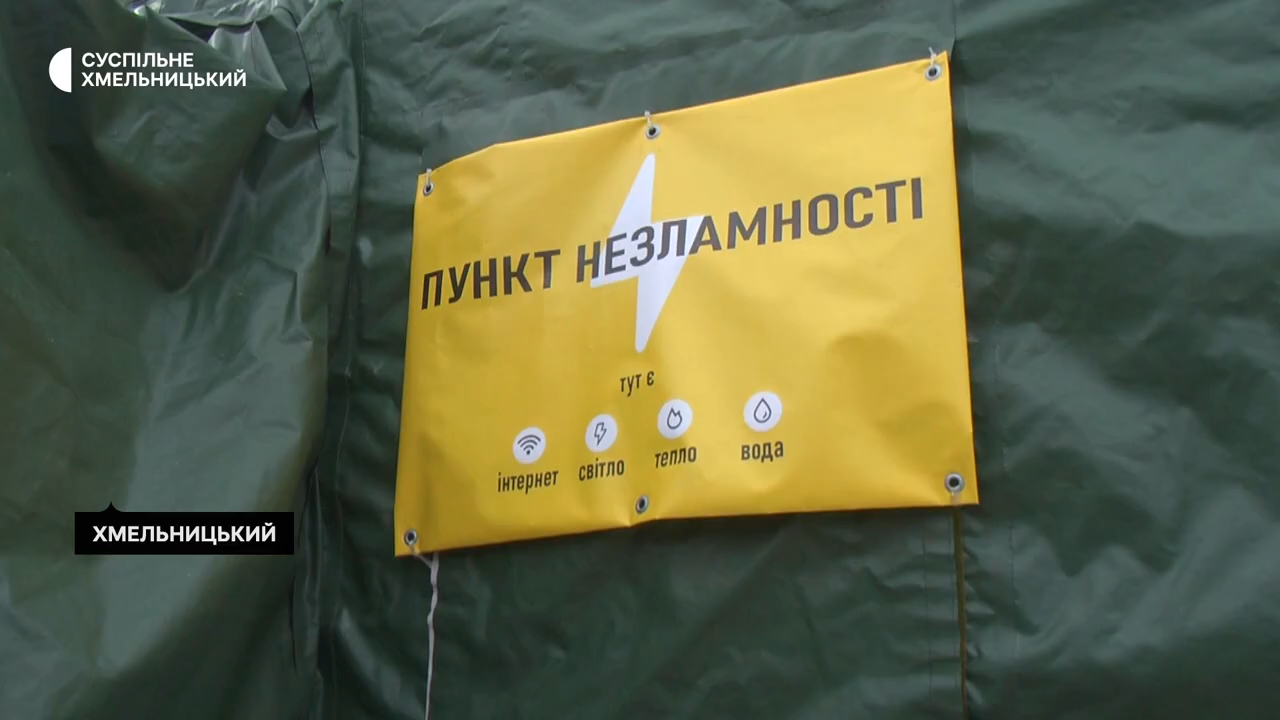 СУСПІЛЬНЕ
ХМЕЛЬНИЦЬКИЙ
ПУНКТ НЕЗЛАМНОСТІ
тут є
інтернет світло тепло вода
ХМЕЛЬНИЦЬКИЙ